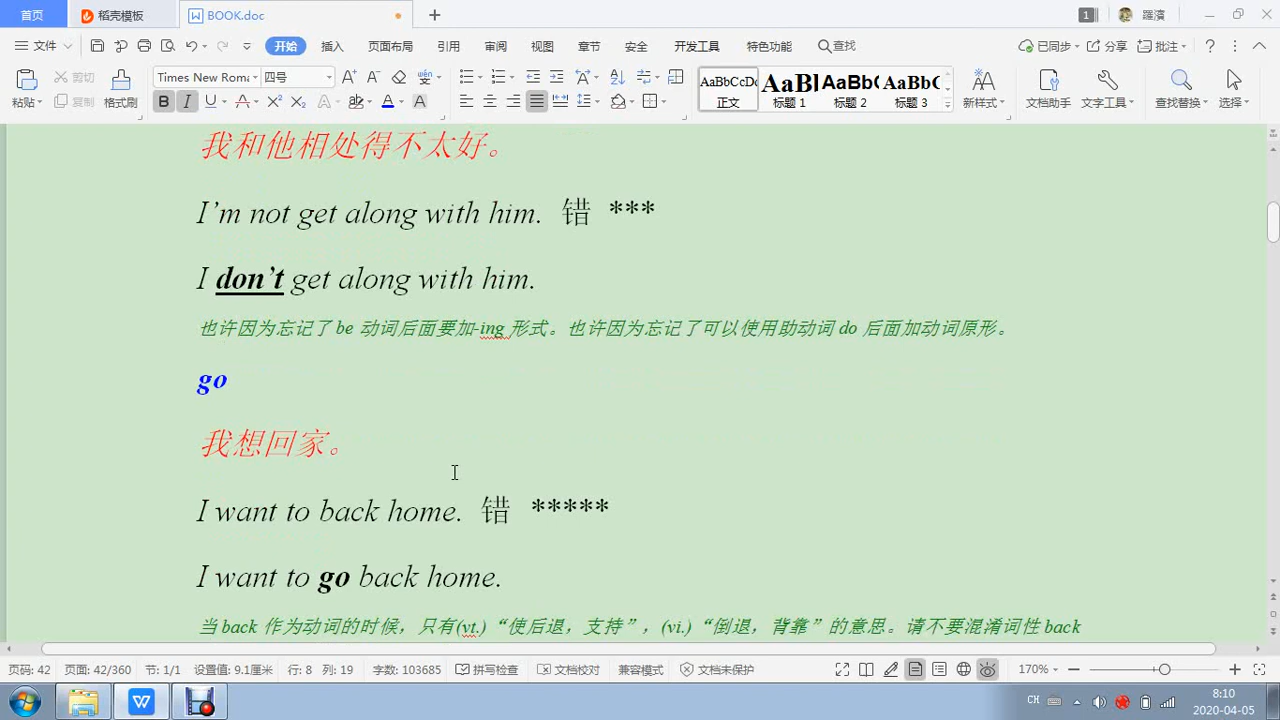 首页 稻壳模板 BOOK.doc 1 羅濱
文件 开始 插入 页面布局 引用 审阅 视图 章节 安全 开发工具 特色功能 查找 已同步 分享 批注
粘贴 剪切 复制 格式刷 Times New Roma 四号 AaBbCcDd 正文 AaBl 标题 1 AaBb( 标题 2 AaBbC( 标题 3 新样式 文档助手 文字工具 查找替换 选择
我和他相处得不太好。
I’m not get along with him. 错 ***
I don’t get along with him.
也许因为忘记了 be 动词后面要加-ing 形式。也许因为忘记了可以使用助动词 do 后面加动词原形。
go
我想回家。
I want to back home. 错 *****
I want to go back home.
当 back 作为动词的时候，只有(vt.)“使后退，支持”，(vi.)“倒退，背靠”的意思。请不要混淆词性 back
页码: 42 页面: 42/360 节: 1/1 设置值: 9.1厘米 行: 8 列: 19 字数: 103685 拼写检查 文档校对 兼容模式 文档未保护 170%
CH 8:10
2020-04-05